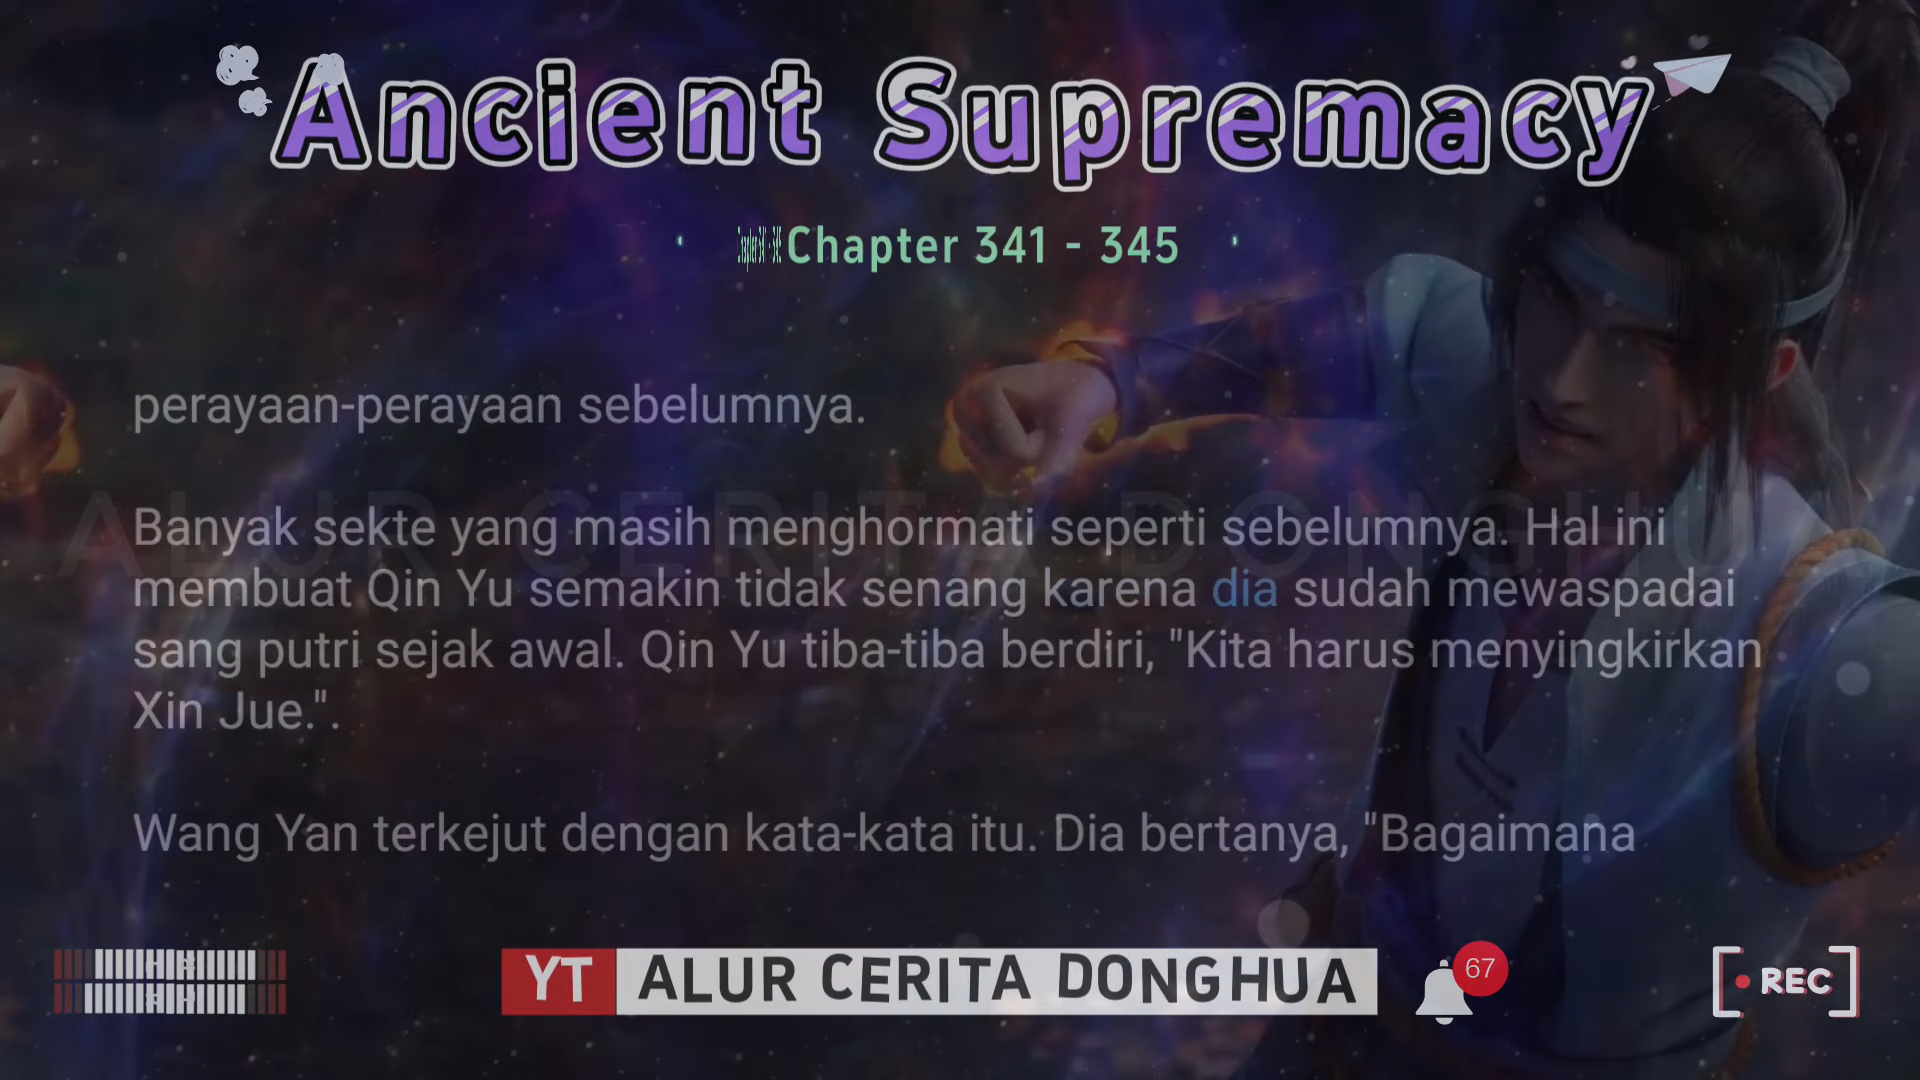 Ancient Supremacy
Chapter 341 - 345
perayaan-perayaan sebelumnya.
ALUR CERITA DONGHUA
Banyak sekte yang masih menghormati seperti sebelumnya. Hal ini
membuat Qin Yu semakin tidak senang karena dia sudah mewaspadai
sang putri sejak awal. Qin Yu tiba-tiba berdiri, "Kita harus menyingkirkan
Xin Jue.".
Wang Yan terkejut dengan kata-kata itu. Dia bertanya, "Bagaimana
YT ALUR CERITA DONGHUA
67
REC